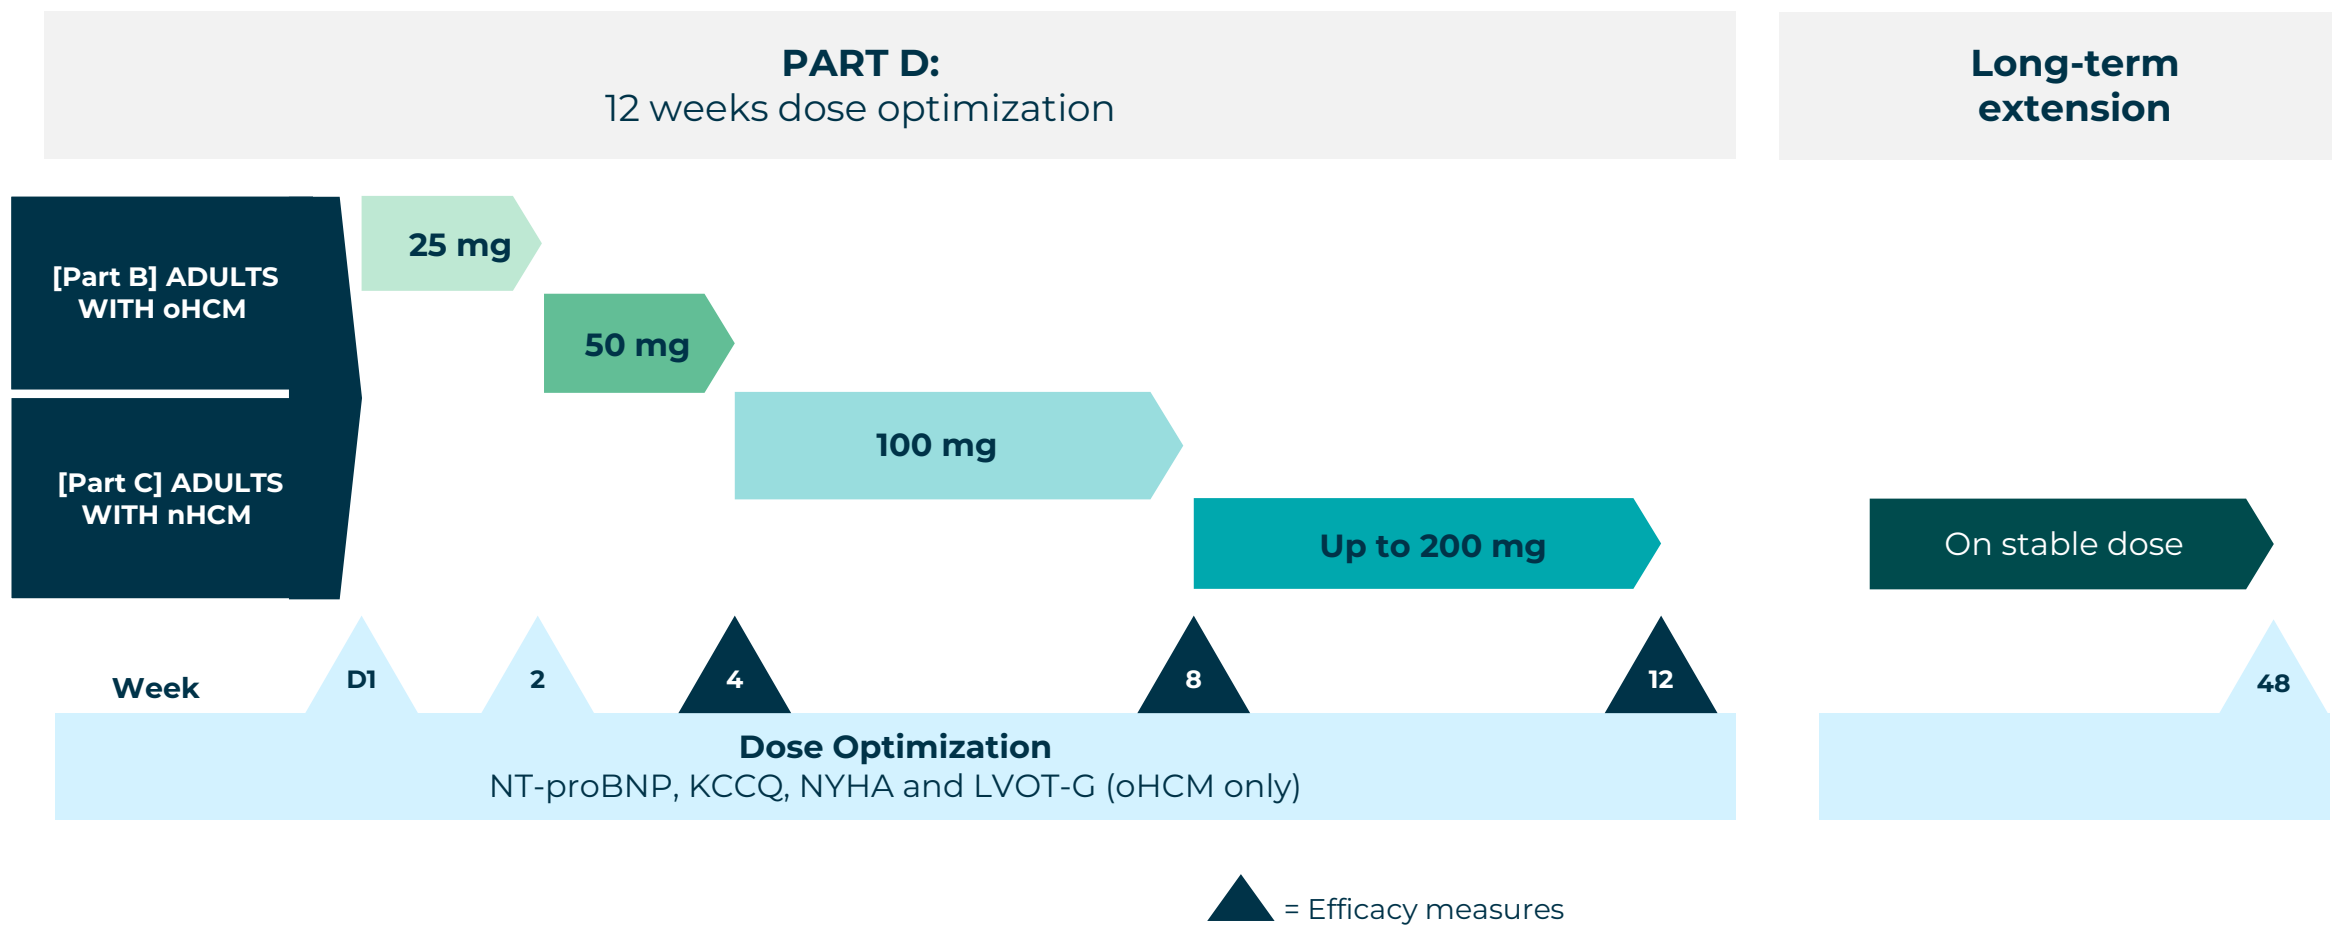 PART D:
12 weeks dose optimization
Long-term
extension
[Part B] ADULTS
WITH oHCM
[Part C] ADULTS
WITH nHCM
25 mg
50 mg
100 mg
Up to 200 mg
On stable dose
Week
D1
2
4
8
12
48
Dose Optimization
NT-proBNP, KCCQ, NYHA and LVOT-G (oHCM only)
= Efficacy measures